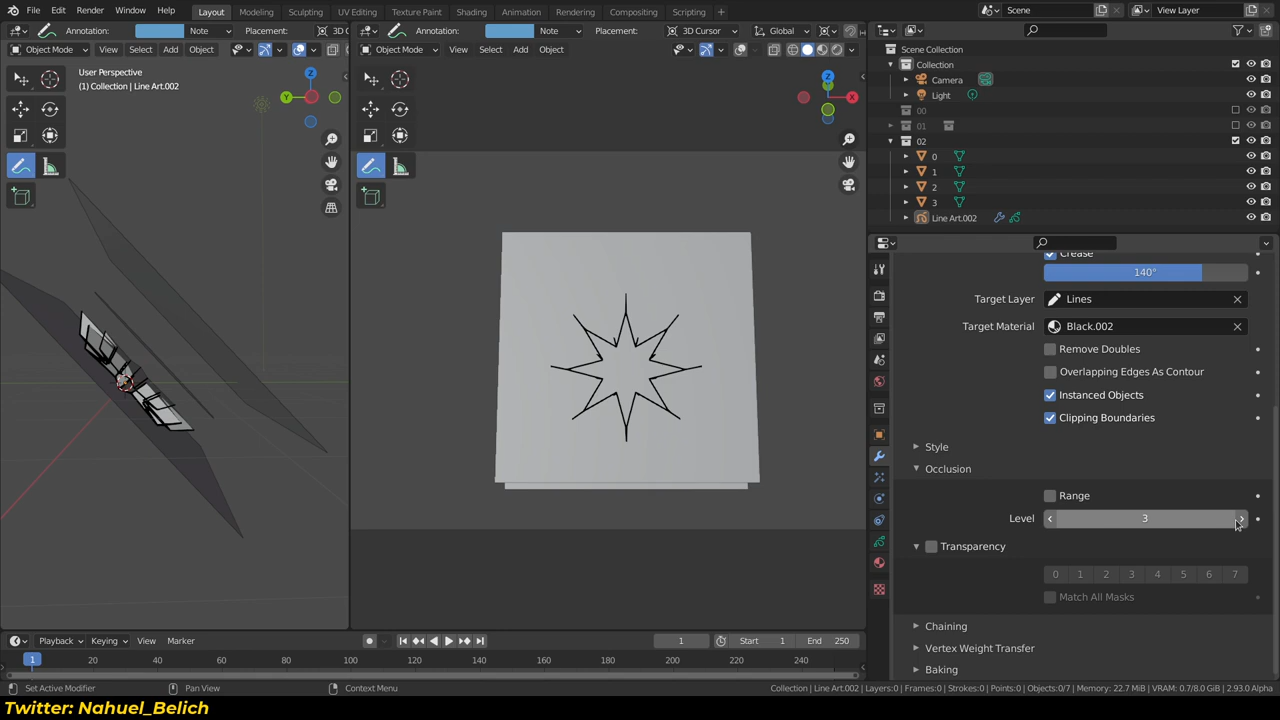 File Edit Render Window Help Layout Modeling Sculpting UV Editing Texture Paint Shading Animation Rendering Compositing Scripting Scene View Layer
Annotation: Note Placement: 3D C
Annotation: Note Placement: 3D Cursor Global
Object Mode View Select Add Object
Object Mode View Select Add Object
User Perspective
(1) Collection | Line Art.002
Z
Y
Z
X
Scene Collection
Collection
Camera
Light
00
01
02
0
1
2
3
Line Art.002
Crease
140°
Target Layer Lines
Target Material Black.002
Remove Doubles
Overlapping Edges As Contour
Instanced Objects
Clipping Boundaries
Style
Occlusion
Range
Level 3
Transparency
0 1 2 3 4 5 6 7
Match All Masks
Chaining
Vertex Weight Transfer
Baking
Playback Keying View Marker 1 Start 1 End 250
1 20 40 60 80 100 120 140 160 180 200 220 240
Set Active Modifier Pan View Context Menu Collection | Line Art.002 | Layers:0 | Frames:0 | Strokes:0 | Points:0 | Objects:0/7 | Memory: 22.7 MiB | VRAM: 0.7/8.0 GiB | 2.93.0 Alpha
Twitter: Nahuel_Belich